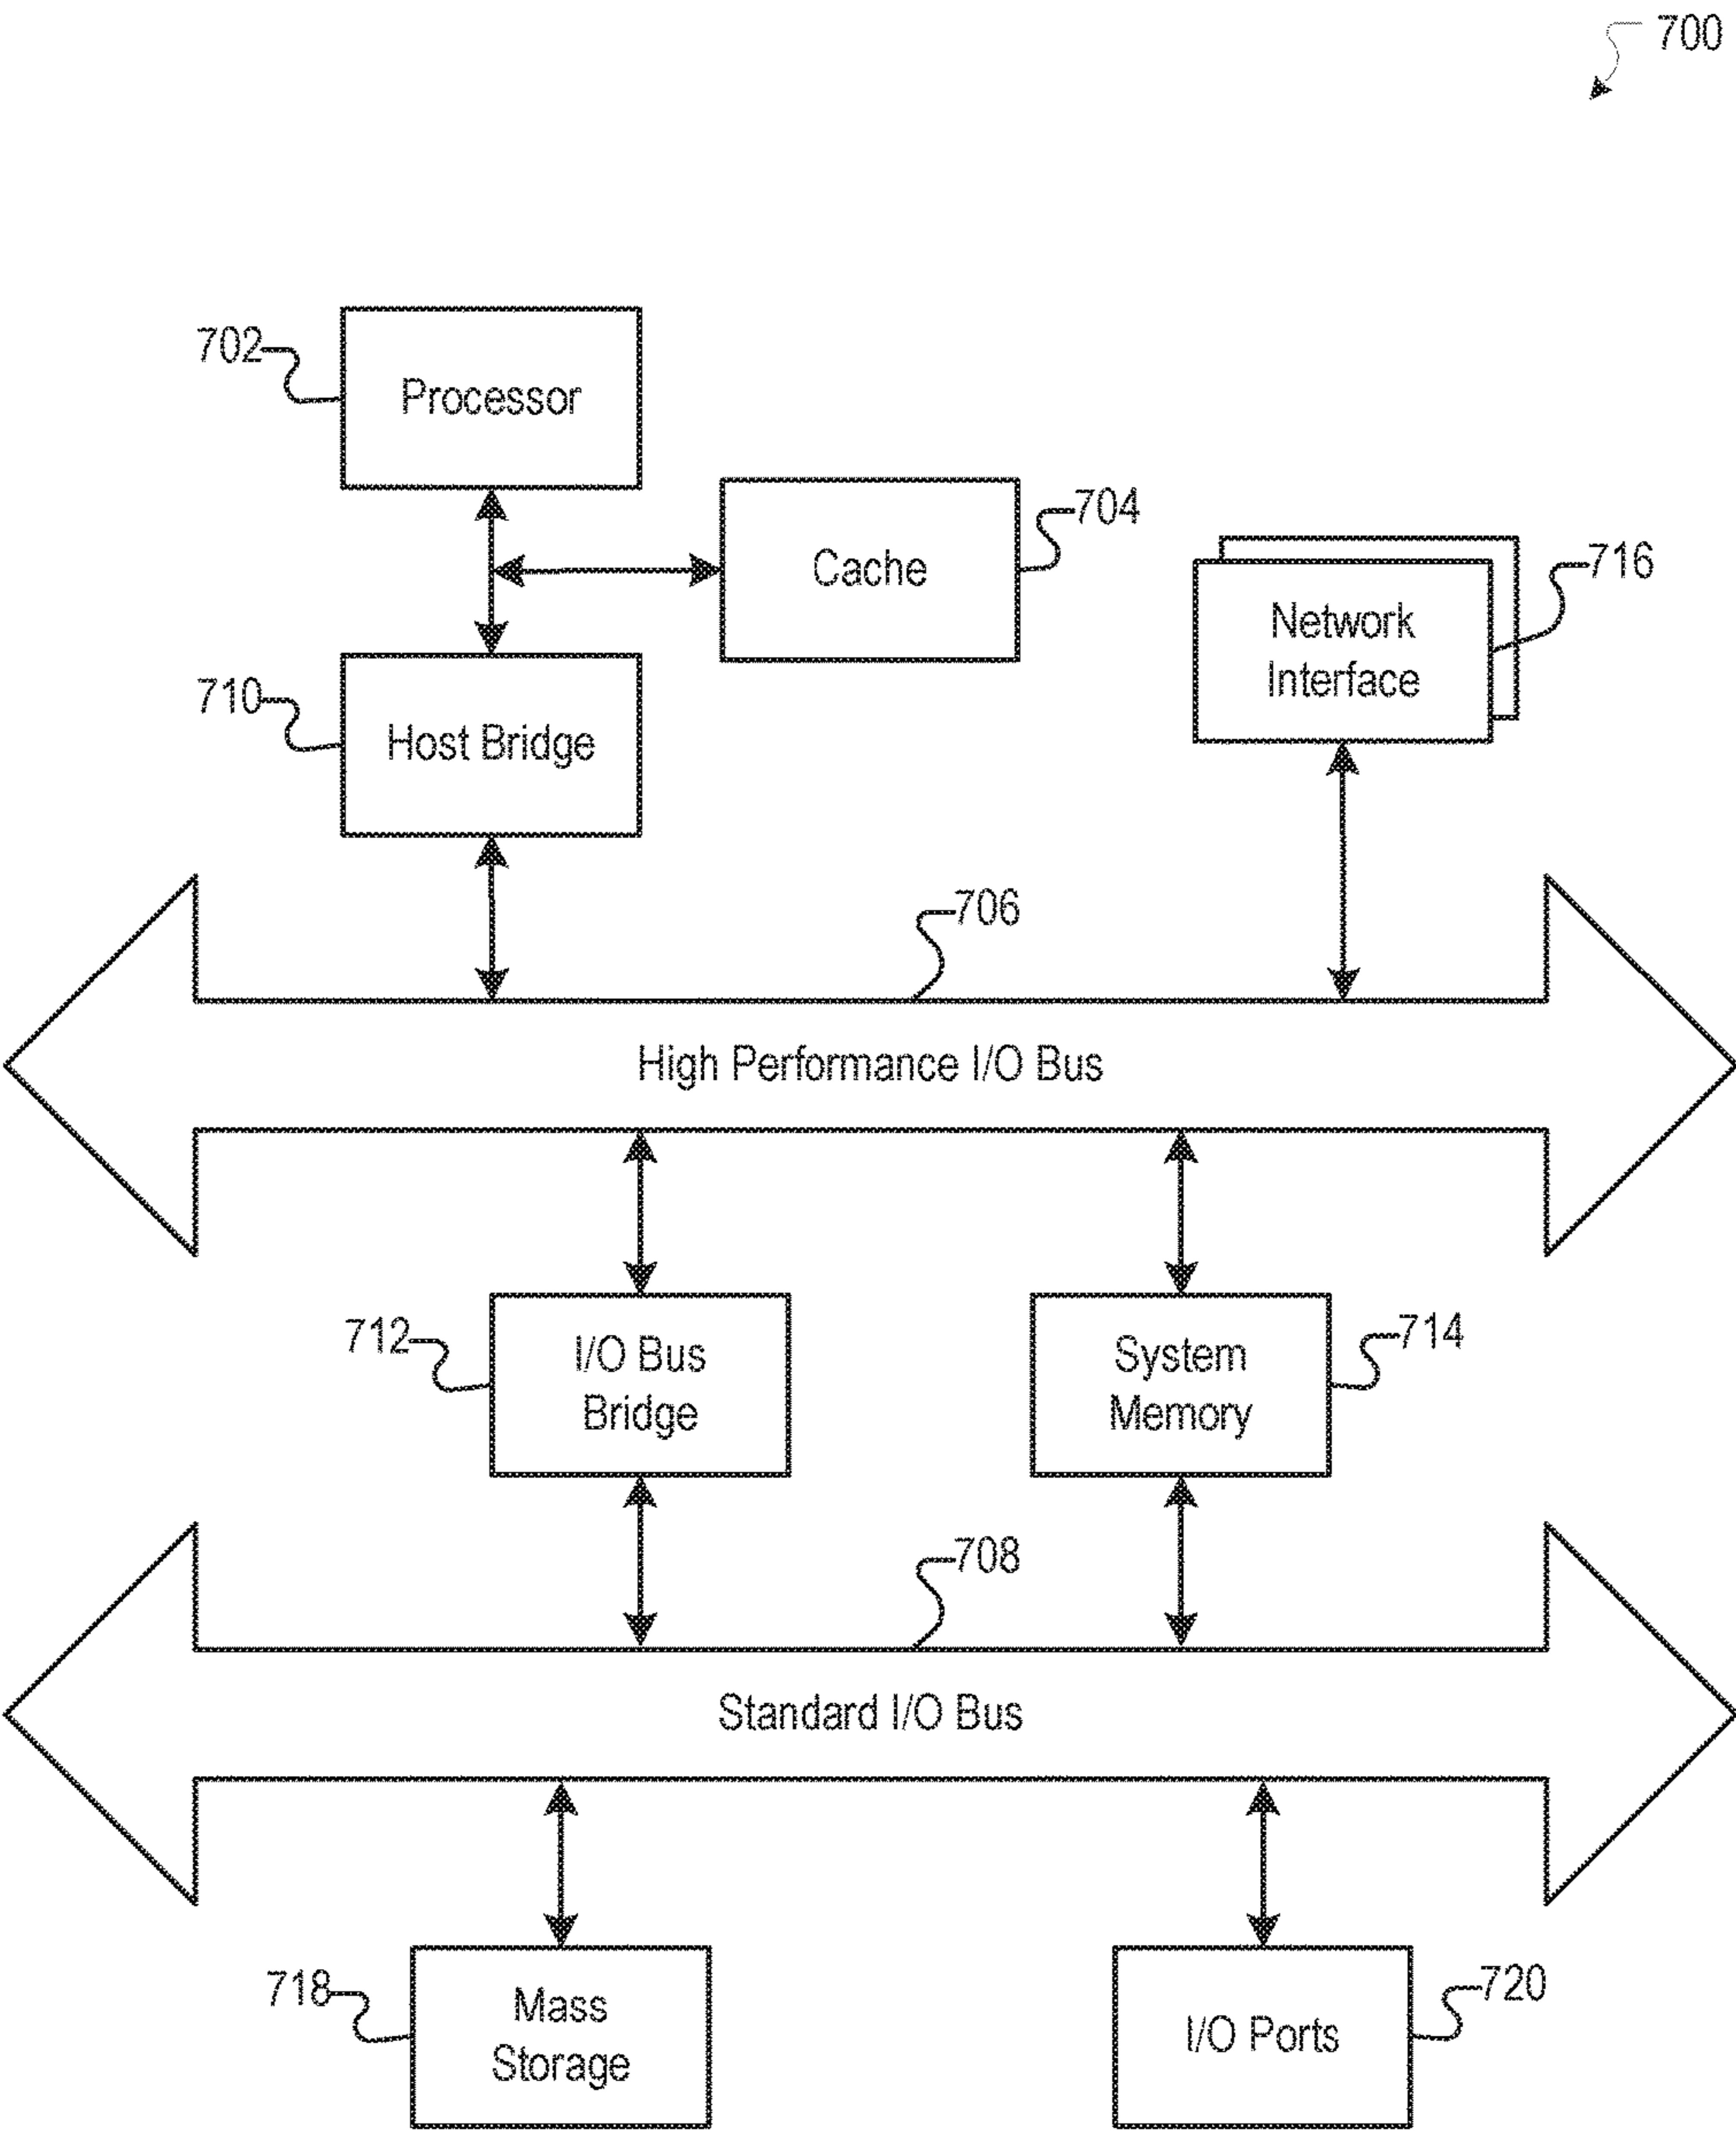 700
702
Processor
704
Cache
716
Network
Interface
710
Host Bridge
706
High Performance I/O Bus
712
I/O Bus
Bridge
714
System
Memory
708
Standard I/O Bus
718
Mass
Storage
720
I/O Ports